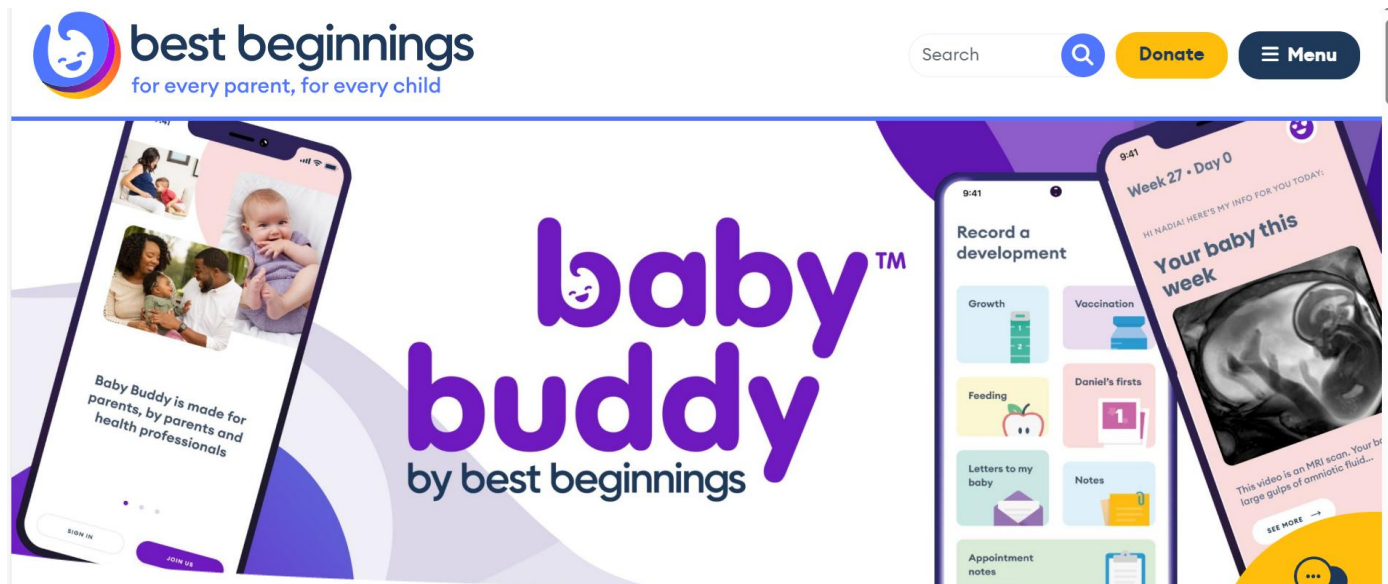 best beginnings
for every parent, for every child
Search
Donate
Menu
9:41
Baby Buddy is made for
parents, by parents and
health professionals
SIGN IN
JOIN US
baby™
buddy
by best beginnings
9:41
Record a
development
Growth
1
2
Vaccination
Feeding
Daniel's firsts
1
Letters to my
baby
Notes
Appointment
notes
9:41
Week 27 • Day 0
HI NADIA! HERE'S MY INFO FOR YOU TODAY:
Your baby this
week
This video is an MRI scan. Your
large gulps of amniotic fluid...
SEE MORE →